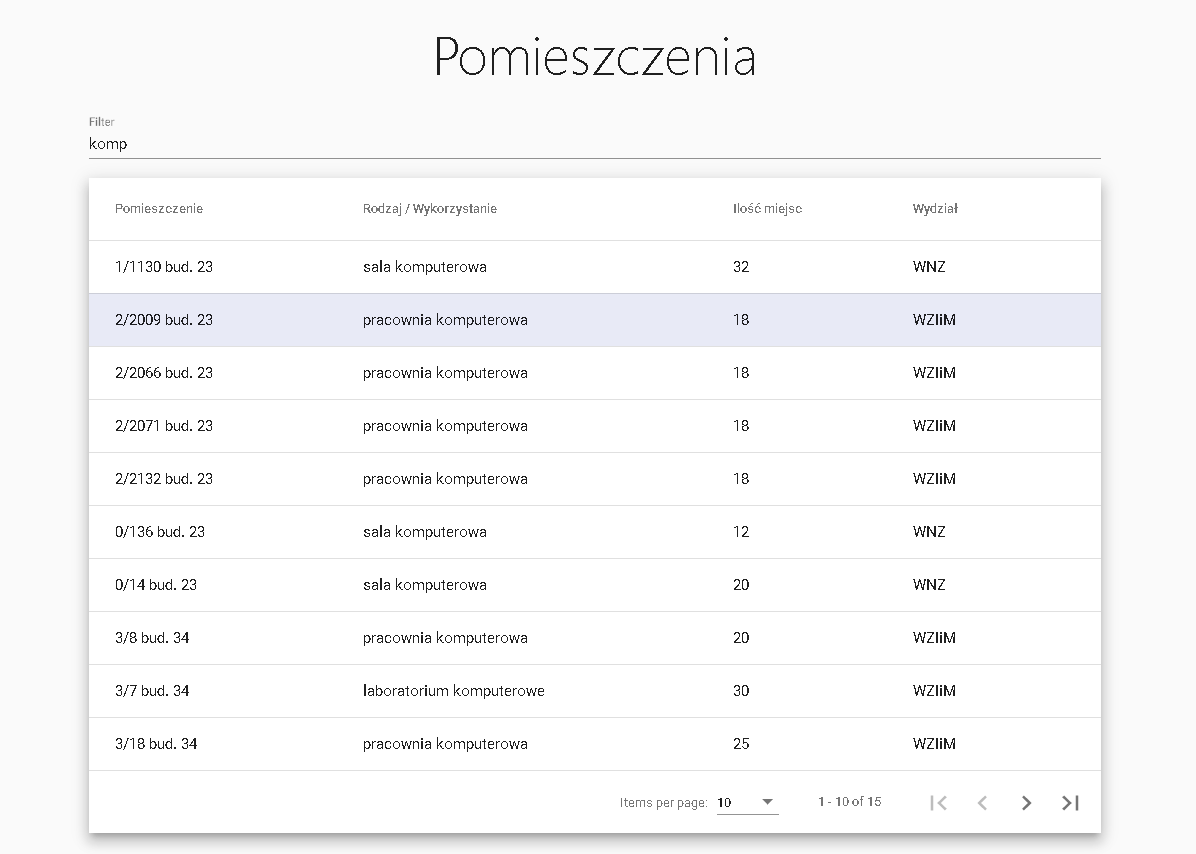 Pomieszczenia
Filter
komp
Pomieszczenie Rodzaj / Wykorzystanie Ilość miejsc Wydział
1/1130 bud. 23 sala komputerowa 32 WNZ
2/2009 bud. 23 pracownia komputerowa 18 WZIiM
2/2066 bud. 23 pracownia komputerowa 18 WZIiM
2/2071 bud. 23 pracownia komputerowa 18 WZIiM
2/2132 bud. 23 pracownia komputerowa 18 WZIiM
0/136 bud. 23 sala komputerowa 12 WNZ
0/14 bud. 23 sala komputerowa 20 WNZ
3/8 bud. 34 pracownia komputerowa 20 WZIiM
3/7 bud. 34 laboratorium komputerowe 30 WZIiM
3/18 bud. 34 pracownia komputerowa 25 WZIiM
Items per page: 10 1 - 10 of 15